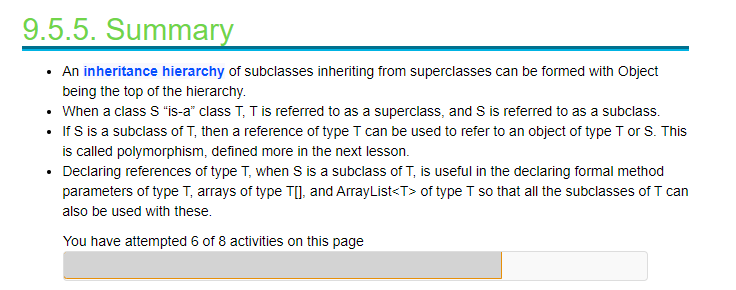 9.5.5. Summary
• An inheritance hierarchy of subclasses inheriting from superclasses can be formed with Object
being the top of the hierarchy.
• When a class S “is-a” class T, T is referred to as a superclass, and S is referred to as a subclass.
• If S is a subclass of T, then a reference of type T can be used to refer to an object of type T or S. This
is called polymorphism, defined more in the next lesson.
• Declaring references of type T, when S is a subclass of T, is useful in the declaring formal method
parameters of type T, arrays of type T[], and ArrayList<T> of type T so that all the subclasses of T can
also be used with these.
You have attempted 6 of 8 activities on this page